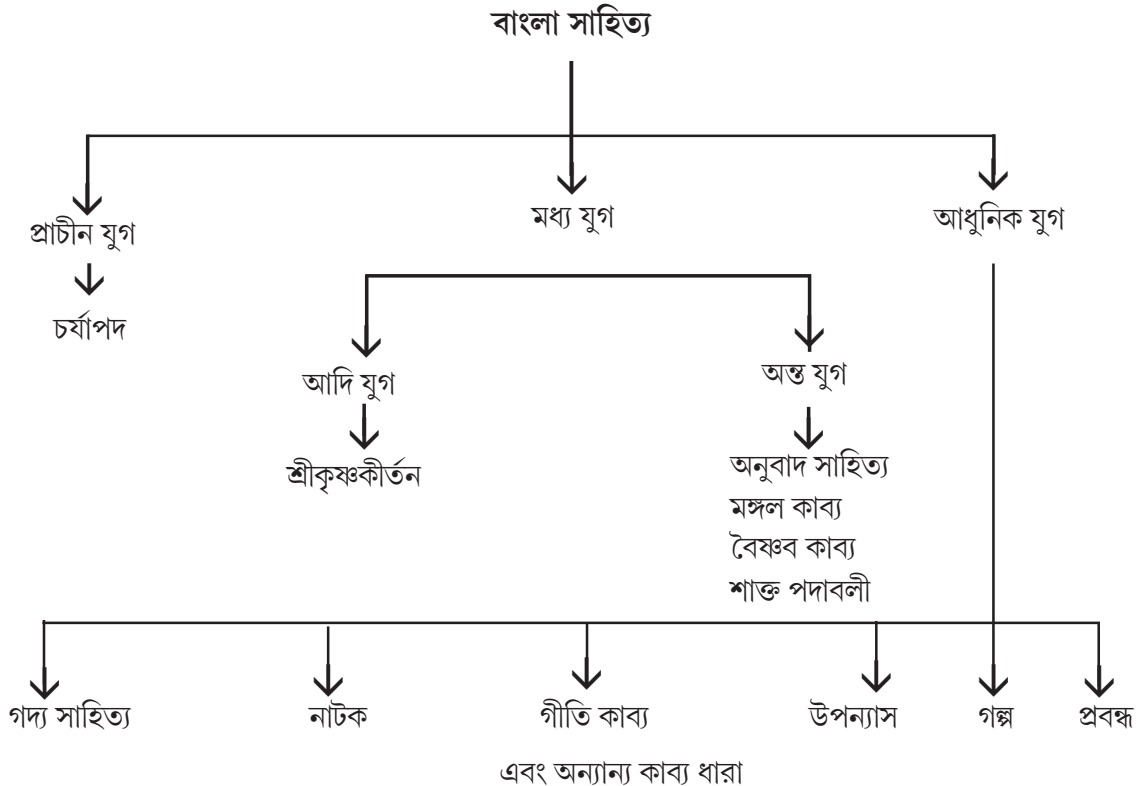 বাংলা সাহিত্য
প্রাচীন যুগ
মধ্য যুগ
আধুনিক যুগ
চর্যাপদ
আদি যুগ
অন্ত যুগ
শ্রীকৃষ্ণকীর্তন
অনুবাদ সাহিত্য
মঙ্গল কাব্য
বৈষ্ণব কাব্য
শাক্ত পদাবলী
গদ্য সাহিত্য
নাটক
গীতি কাব্য
উপন্যাস
গল্প
প্রবন্ধ
এবং অন্যান্য কাব্য ধারা